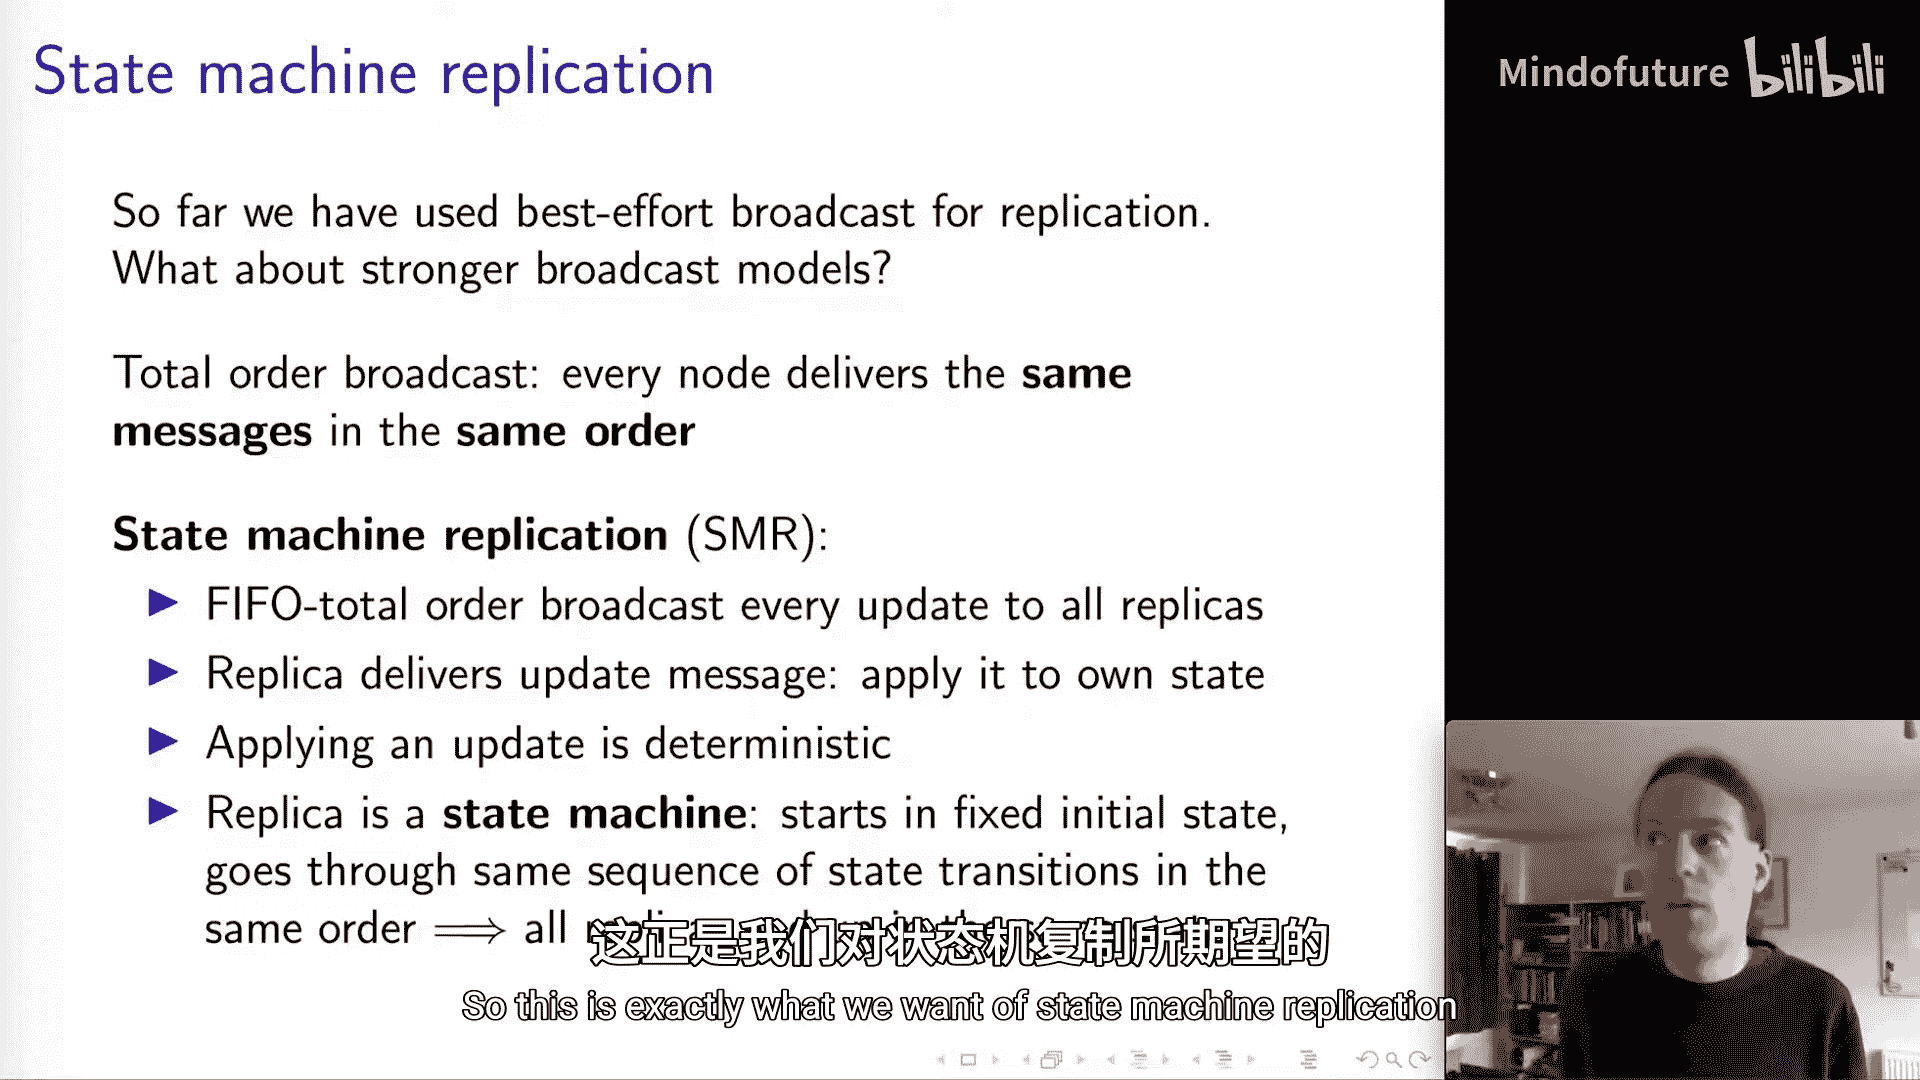 State machine replication
Mindofuture bilibili
So far we have used best-effort broadcast for replication.
What about stronger broadcast models?
Total order broadcast: every node delivers the same
messages in the same order
State machine replication (SMR):
FIFO-total order broadcast every update to all replicas
Replica delivers update message: apply it to own state
Applying an update is deterministic
Replica is a state machine: starts in fixed initial state,
goes through same sequence of state transitions in the
same order ⟹ all
这正是我们对状态机复制所期望的
So this is exactly what we want of state machine replication